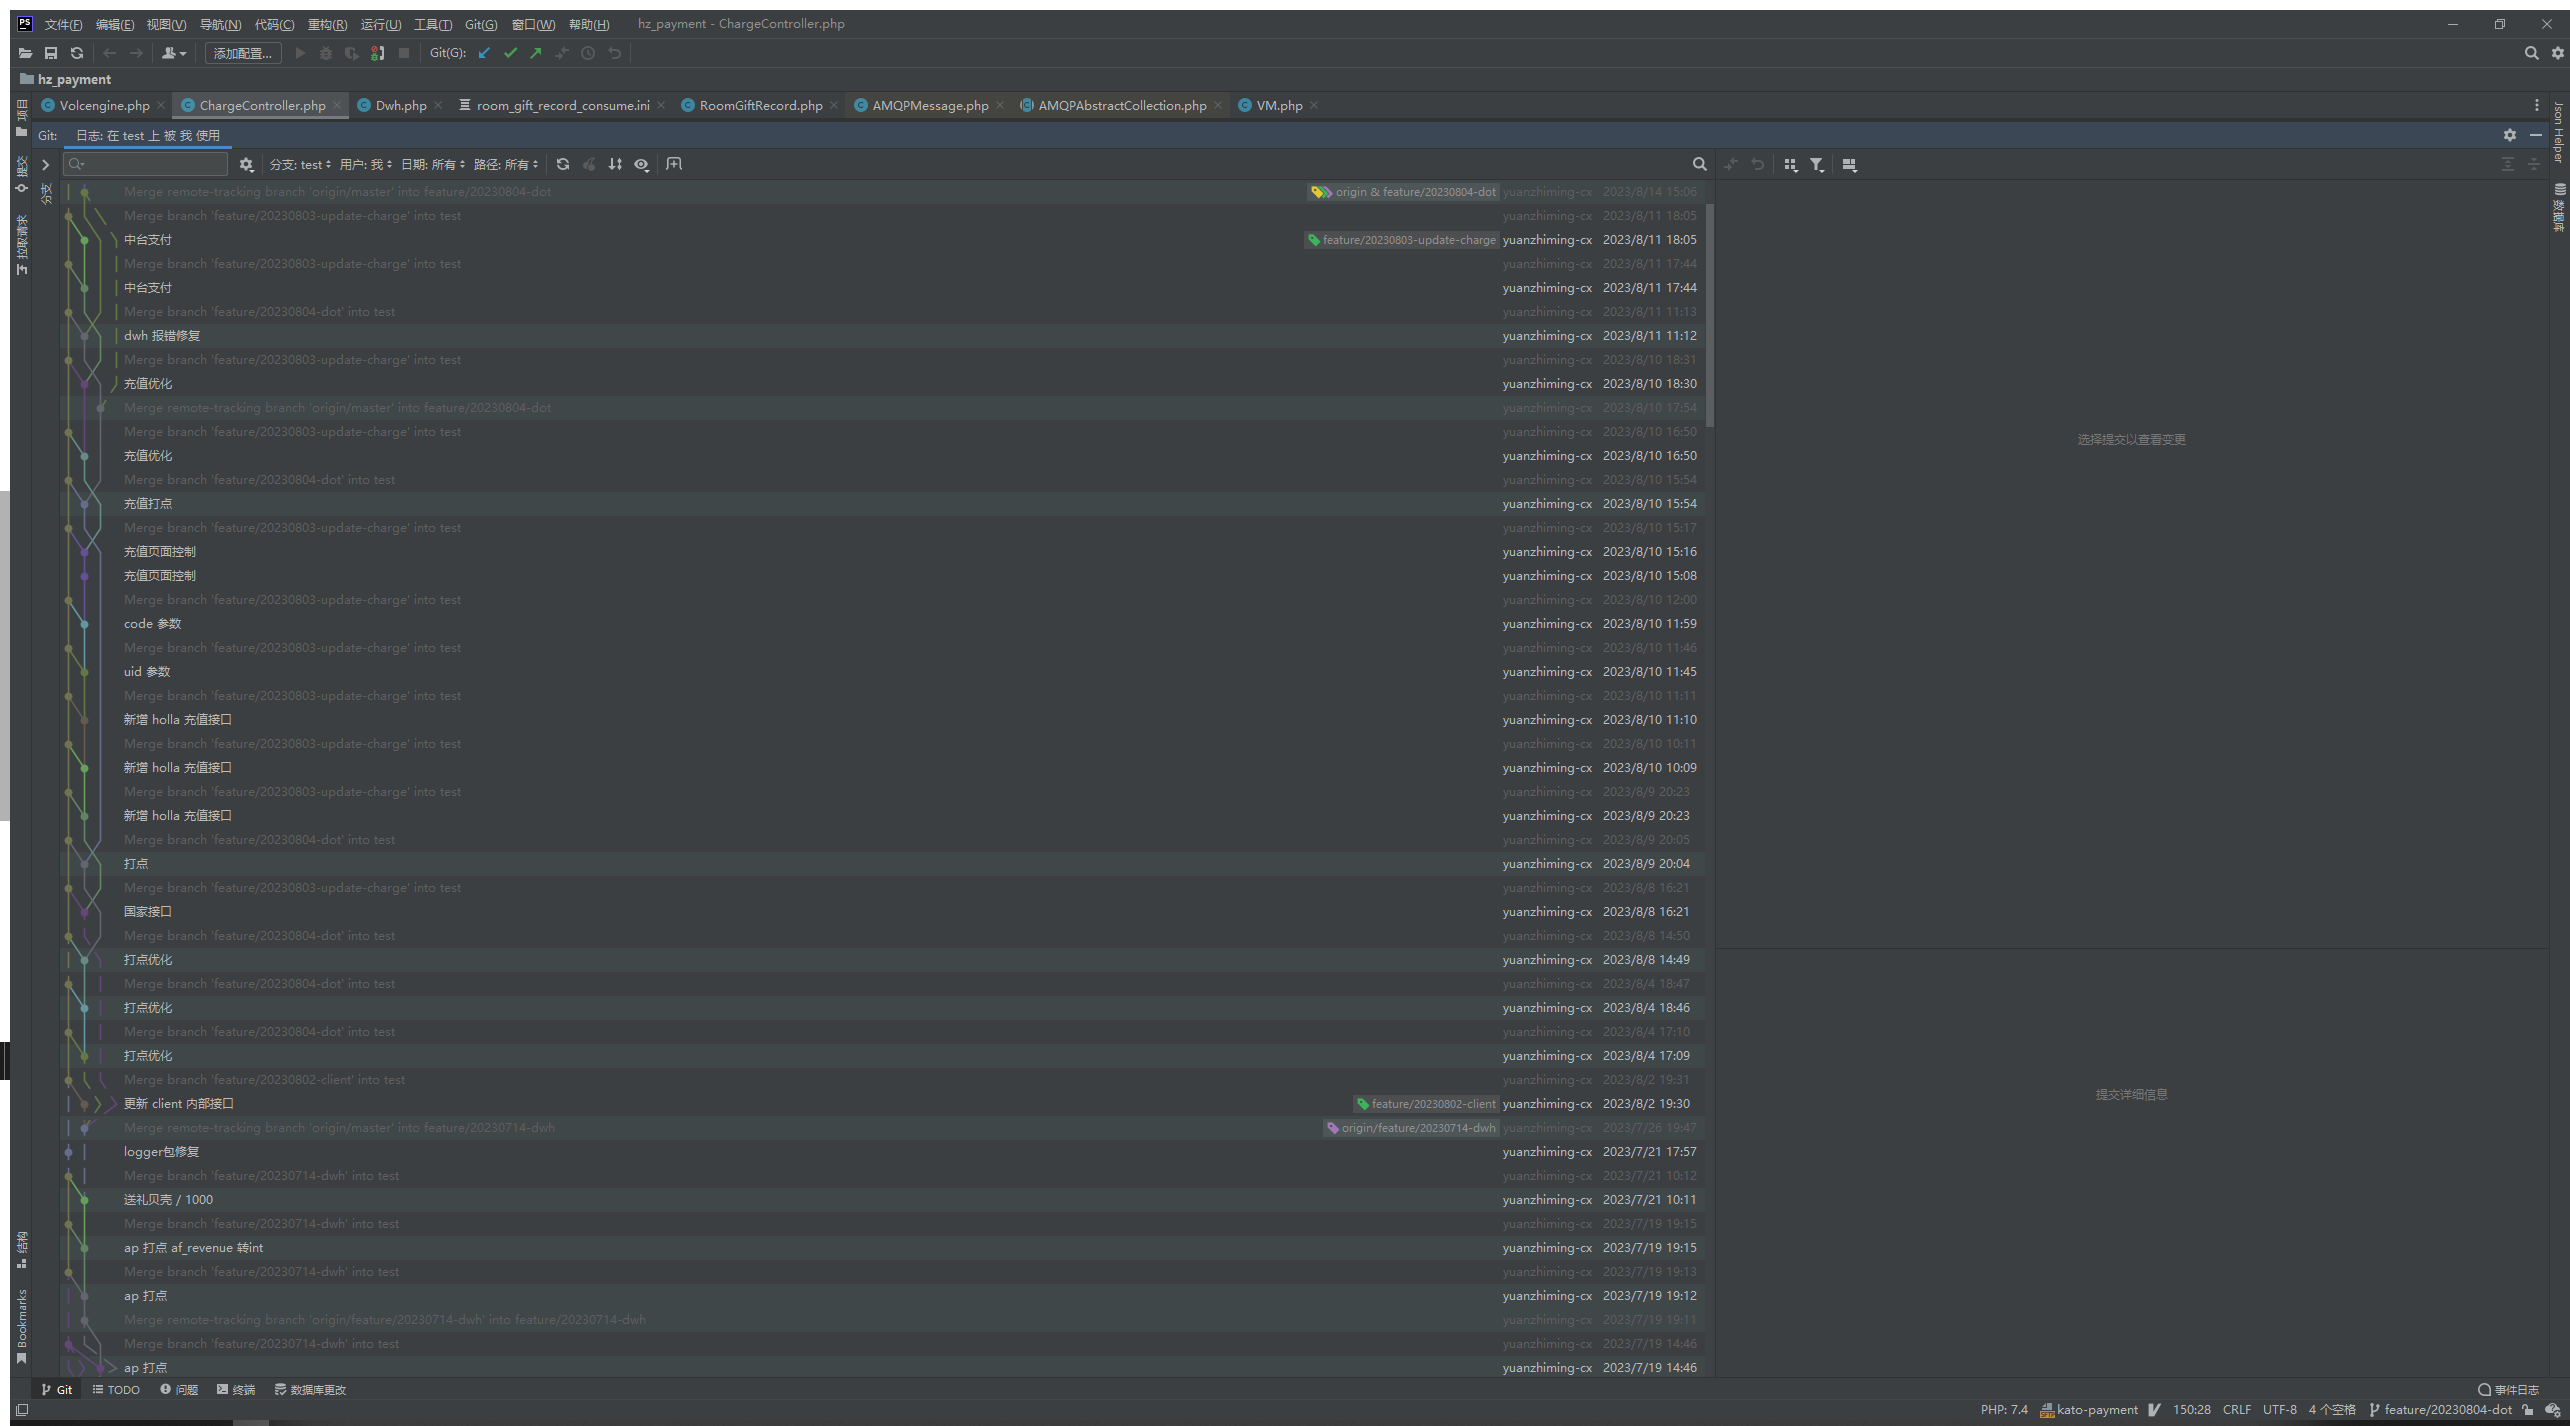 文件(F) 编辑(E) 视图(V) 导航(N) 代码(C) 重构(R) 运行(U) 工具(T) Git(G) 窗口(W) 帮助(H) hz_payment - ChargeController.php
添加配置... Git(G):
hz_payment
Volcengine.php ChargeController.php Dwh.php room_gift_record_consume.ini RoomGiftRecord.php AMQPMessage.php AMQPAbstractCollection.php VM.php
Git: 日志: 在 test 上 被 我 使用
分支: test 用户: 我 日期: 所有 路径: 所有
Merge remote-tracking branch 'origin/master' into feature/20230804-dot origin & feature/20230804-dot yuanzhiming-cx 2023/8/14 15:06
Merge branch 'feature/20230803-update-charge' into test yuanzhiming-cx 2023/8/11 18:05
中台支付 feature/20230803-update-charge yuanzhiming-cx 2023/8/11 18:05
Merge branch 'feature/20230803-update-charge' into test yuanzhiming-cx 2023/8/11 17:44
中台支付 yuanzhiming-cx 2023/8/11 17:44
Merge branch 'feature/20230804-dot' into test yuanzhiming-cx 2023/8/11 11:13
dwh 报错修复 yuanzhiming-cx 2023/8/11 11:12
Merge branch 'feature/20230803-update-charge' into test yuanzhiming-cx 2023/8/10 18:31
充值优化 yuanzhiming-cx 2023/8/10 18:30
Merge remote-tracking branch 'origin/master' into feature/20230804-dot yuanzhiming-cx 2023/8/10 17:54
Merge branch 'feature/20230803-update-charge' into test yuanzhiming-cx 2023/8/10 16:50
充值优化 yuanzhiming-cx 2023/8/10 16:50
Merge branch 'feature/20230804-dot' into test yuanzhiming-cx 2023/8/10 15:54
充值打点 yuanzhiming-cx 2023/8/10 15:54
Merge branch 'feature/20230803-update-charge' into test yuanzhiming-cx 2023/8/10 15:17
充值页面控制 yuanzhiming-cx 2023/8/10 15:16
充值页面控制 yuanzhiming-cx 2023/8/10 15:08
Merge branch 'feature/20230803-update-charge' into test yuanzhiming-cx 2023/8/10 12:00
code 参数 yuanzhiming-cx 2023/8/10 11:59
Merge branch 'feature/20230803-update-charge' into test yuanzhiming-cx 2023/8/10 11:46
uid 参数 yuanzhiming-cx 2023/8/10 11:45
Merge branch 'feature/20230803-update-charge' into test yuanzhiming-cx 2023/8/10 11:11
新增 holla 充值接口 yuanzhiming-cx 2023/8/10 11:10
Merge branch 'feature/20230803-update-charge' into test yuanzhiming-cx 2023/8/10 10:11
新增 holla 充值接口 yuanzhiming-cx 2023/8/10 10:09
Merge branch 'feature/20230803-update-charge' into test yuanzhiming-cx 2023/8/9 20:23
新增 holla 充值接口 yuanzhiming-cx 2023/8/9 20:23
Merge branch 'feature/20230804-dot' into test yuanzhiming-cx 2023/8/9 20:05
打点 yuanzhiming-cx 2023/8/9 20:04
Merge branch 'feature/20230803-update-charge' into test yuanzhiming-cx 2023/8/8 16:21
国家接口 yuanzhiming-cx 2023/8/8 16:21
Merge branch 'feature/20230804-dot' into test yuanzhiming-cx 2023/8/8 14:50
打点优化 yuanzhiming-cx 2023/8/8 14:49
Merge branch 'feature/20230804-dot' into test yuanzhiming-cx 2023/8/4 18:47
打点优化 yuanzhiming-cx 2023/8/4 18:46
Merge branch 'feature/20230804-dot' into test yuanzhiming-cx 2023/8/4 17:10
打点优化 yuanzhiming-cx 2023/8/4 17:09
Merge branch 'feature/20230802-client' into test yuanzhiming-cx 2023/8/2 19:31
更新 client 内部接口 feature/20230802-client yuanzhiming-cx 2023/8/2 19:30
Merge remote-tracking branch 'origin/master' into feature/20230714-dwh origin/feature/20230714-dwh yuanzhiming-cx 2023/7/26 19:47
logger包修复 yuanzhiming-cx 2023/7/21 17:57
Merge branch 'feature/20230714-dwh' into test yuanzhiming-cx 2023/7/21 10:12
送礼贝壳 / 1000 yuanzhiming-cx 2023/7/21 10:11
Merge branch 'feature/20230714-dwh' into test yuanzhiming-cx 2023/7/19 19:15
ap 打点 af_revenue 转int yuanzhiming-cx 2023/7/19 19:15
Merge branch 'feature/20230714-dwh' into test yuanzhiming-cx 2023/7/19 19:13
ap 打点 yuanzhiming-cx 2023/7/19 19:12
Merge remote-tracking branch 'origin/feature/20230714-dwh' into feature/20230714-dwh yuanzhiming-cx 2023/7/19 19:11
Merge branch 'feature/20230714-dwh' into test yuanzhiming-cx 2023/7/19 14:46
ap 打点 yuanzhiming-cx 2023/7/19 14:46
选择提交以查看变更
提交详细信息
项目
提交
拉取请求
分支
结构
Bookmarks
Json Helper
数据库
Git TODO 问题 终端 数据库更改 事件日志
PHP: 7.4 kato-payment 150:28 CRLF UTF-8 4 个空格 feature/20230804-dot